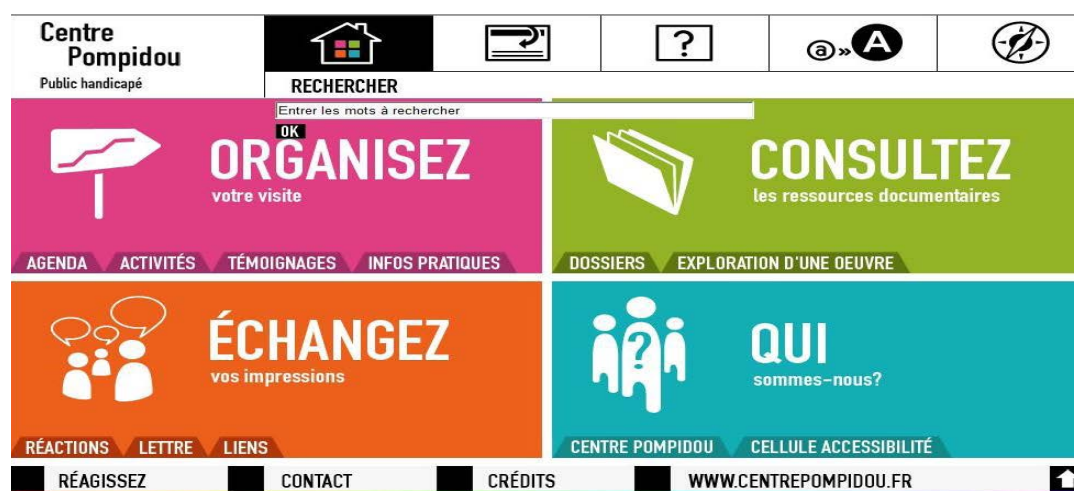 Centre
Pompidou
Public handicapé
?
@»A
RECHERCHER
Entrer les mots à rechercher
OK
ORGANISEZ
votre visite
AGENDA ACTIVITÉS TÉMOIGNAGES INFOS PRATIQUES
CONSULTEZ
les ressources documentaires
DOSSIERS EXPLORATION D'UNE OEUVRE
ÉCHANGEZ
vos impressions
RÉACTIONS LETTRE LIENS
?
QUI
sommes-nous?
CENTRE POMPIDOU CELLULE ACCESSIBILITÉ
RÉAGISSEZ CONTACT CRÉDITS WWW.CENTREPOMPIDOU.FR